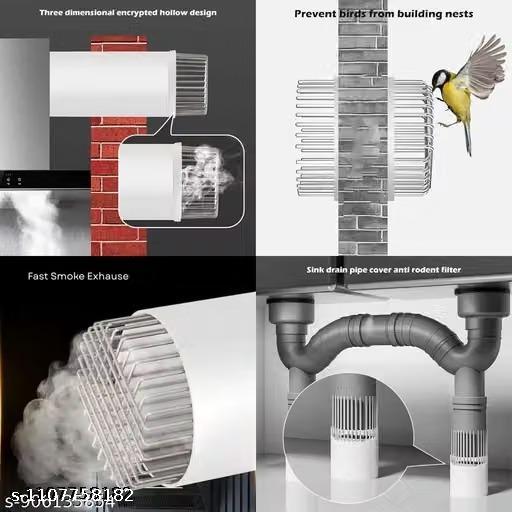 Three dimensional encrypted hollow design
Prevent birds from building nests
Fast Smoke Exhause
Sink drain pipe cover anti rodent filter
s-1107758182